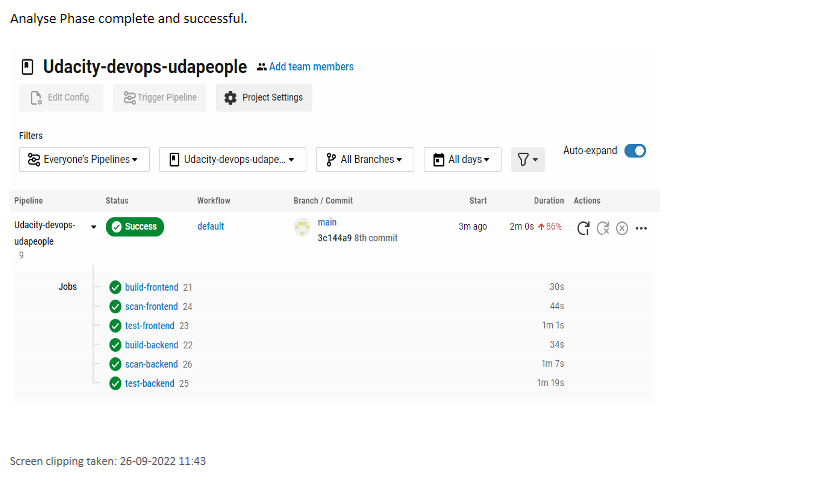 Analyse Phase complete and successful.
Udacity-devops-udapeople Add team members
Edit Config Trigger Pipeline Project Settings
Filters
Everyone's Pipelines Udacity-devops-udape... All Branches All days Auto-expand
Pipeline Status Workflow Branch / Commit Start Duration Actions
Udacity-devops-udapeople Success default main 3m ago 2m 0s 86%
3c144a9 8th commit
9
Jobs build-frontend 21 30s
scan-frontend 24 44s
test-frontend 23 1m 1s
build-backend 22 34s
scan-backend 26 1m 7s
test-backend 25 1m 19s
Screen clipping taken: 26-09-2022 11:43